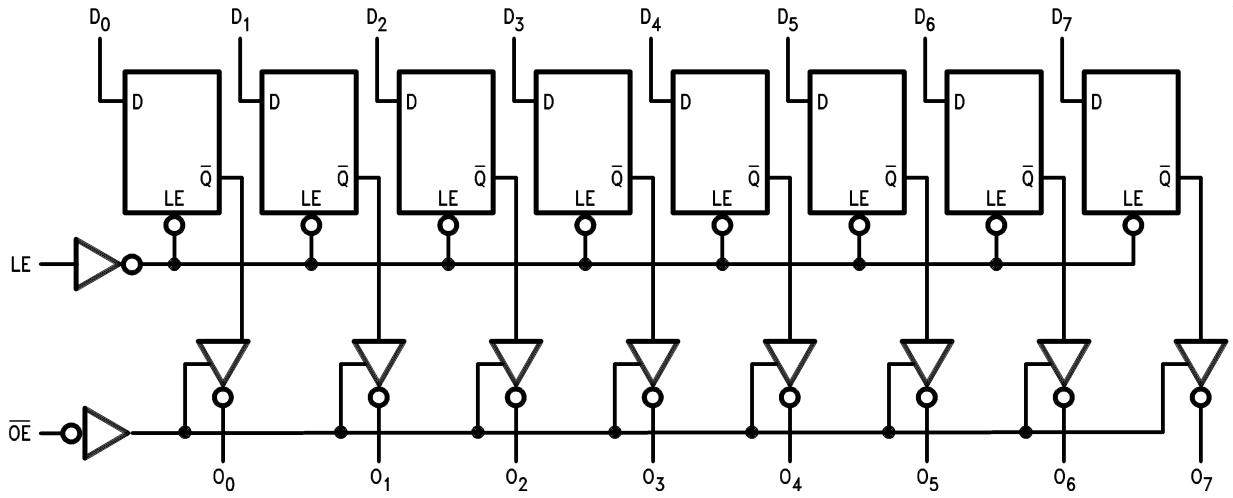 D0 D1 D2 D3 D4 D5 D6 D7
D D D D D D D D
Q̅ Q̅ Q̅ Q̅ Q̅ Q̅ Q̅ Q̅
LE LE LE LE LE LE LE LE
LE
O̅E̅
O0 O1 O2 O3 O4 O5 O6 O7